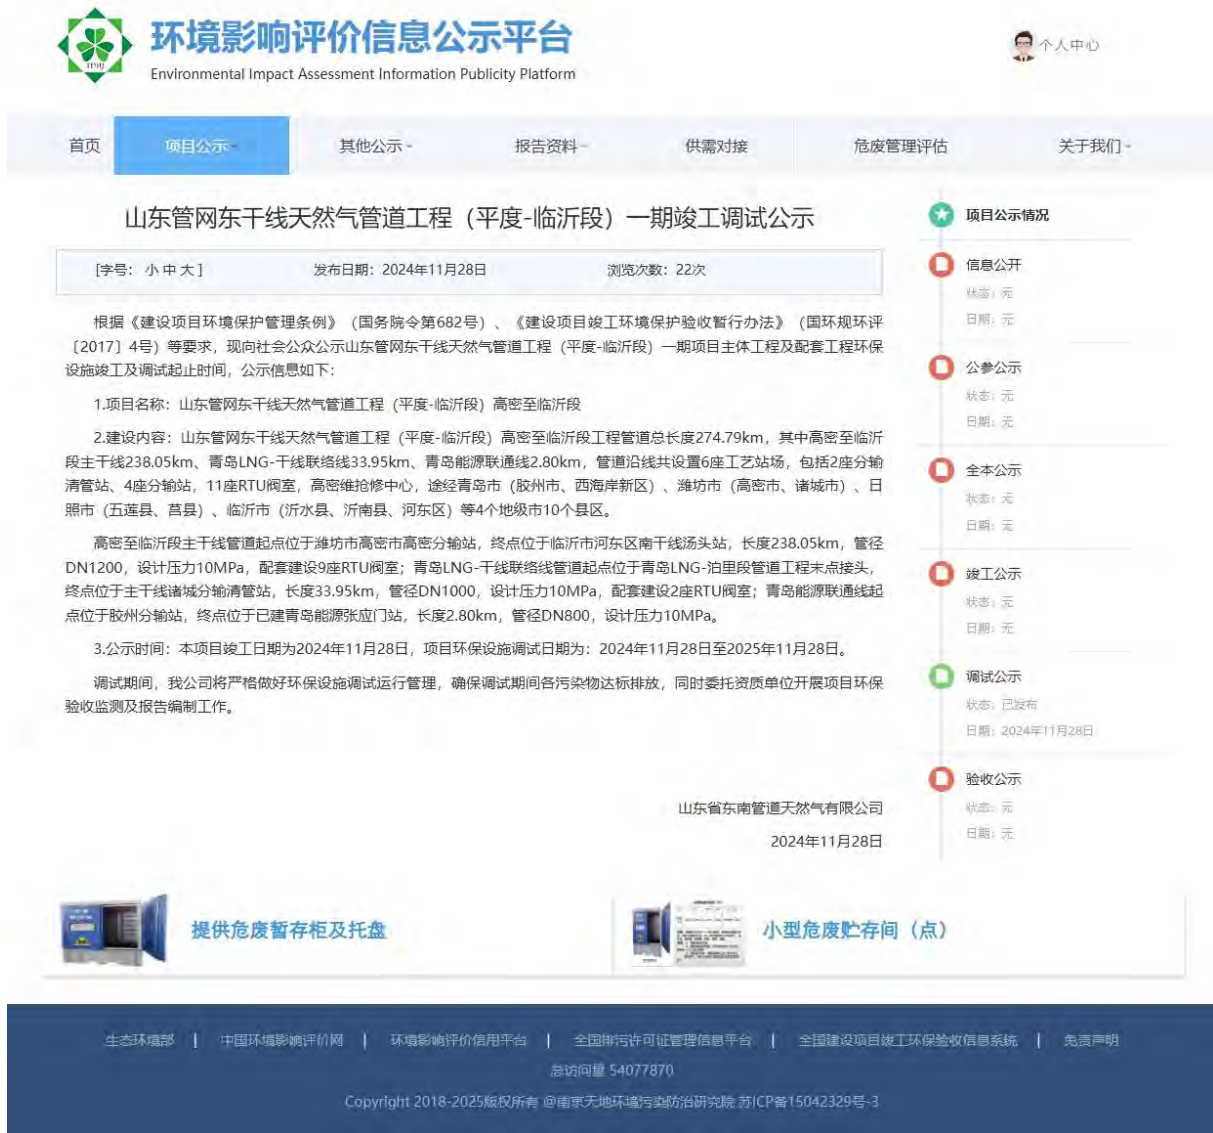 环境影响评价信息公示平台
Environmental Impact Assessment Information Publicity Platform
个人中心
首页
项目公示
其他公示
报告资料
供需对接
危废管理评估
关于我们
山东管网东干线天然气管道工程（平度-临沂段）一期竣工调试公示
[字号： 小 中 大 ] 发布日期：2024年11月28日 浏览次数：22次
根据《建设项目环境保护管理条例》（国务院令第682号）、《建设项目竣工环境保护验收暂行办法》（国环规环评
〔2017〕4号）等要求，现向社会公众公示山东管网东干线天然气管道工程（平度-临沂段）一期项目主体工程及配套工程环保
设施竣工及调试起止时间，公示信息如下：
1.项目名称：山东管网东干线天然气管道工程（平度-临沂段）高密至临沂段
2.建设内容：山东管网东干线天然气管道工程（平度-临沂段）高密至临沂段工程管道总长度274.79km，其中高密至临沂
段主干线238.05km、青岛LNG-干线联络线33.95km、青岛能源联通线2.80km，管道沿线共设置6座工艺站场，包括2座分输
清管站、4座分输站，11座RTU阀室，高密维抢修中心，途经青岛市（胶州市、西海岸新区）、潍坊市（高密市、诸城市）、日
照市（五莲县、莒县）、临沂市（沂水县、沂南县、河东区）等4个地级市10个县区。
高密至临沂段主干线管道起点位于潍坊市高密市高密分输站，终点位于临沂市河东区南干线汤头站，长度238.05km，管径
DN1200，设计压力10MPa，配套建设9座RTU阀室；青岛LNG-干线联络线管道起点位于青岛LNG-泊里段管道工程末点接头，
终点位于主干线诸城分输清管站，长度33.95km，管径DN1000，设计压力10MPa，配套建设2座RTU阀室；青岛能源联通线起
点位于胶州分输站，终点位于已建青岛能源张应门站，长度2.80km，管径DN800，设计压力10MPa。
3.公示时间：本项目竣工日期为2024年11月28日，项目环保设施调试日期为：2024年11月28日至2025年11月28日。
调试期间，我公司将严格做好环保设施调试运行管理，确保调试期间各污染物达标排放，同时委托资质单位开展项目环保
验收监测及报告编制工作。
山东省东南管道天然气有限公司
2024年11月28日
项目公示情况
信息公开
状态：无
日期：无
公参公示
状态：无
日期：无
全本公示
状态：无
日期：无
竣工公示
状态：无
日期：无
调试公示
状态：已发布
日期：2024年11月28日
验收公示
状态：无
日期：无
提供危废暂存柜及托盘
小型危废贮存间（点）
生态环境部 | 中国环境影响评价网 | 环境影响评价信用平台 | 全国排污许可证管理信息平台 | 全国建设项目竣工环保验收信息系统 | 免责声明
总访问量 54077870
Copyright 2018-2025版权所有 @南京天地环境污染防治研究院 苏ICP备15042329号-3